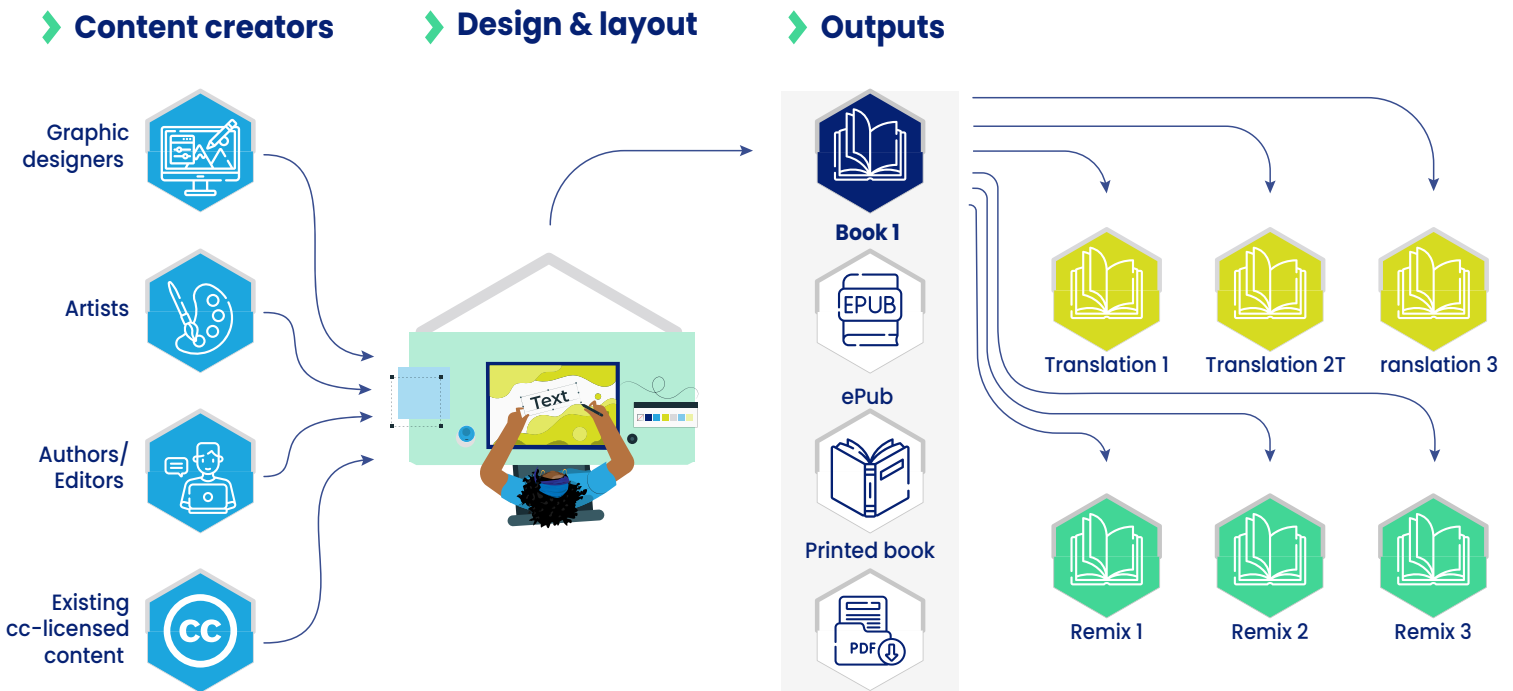 Content creators
Design & layout
Outputs
Graphic
designers
Artists
Authors/
Editors
Existing
cc-licensed
content
cc
Text
Book 1
EPUB
ePub
Printed book
PDF
Translation 1
Translation 2T
ranslation 3
Remix 1
Remix 2
Remix 3